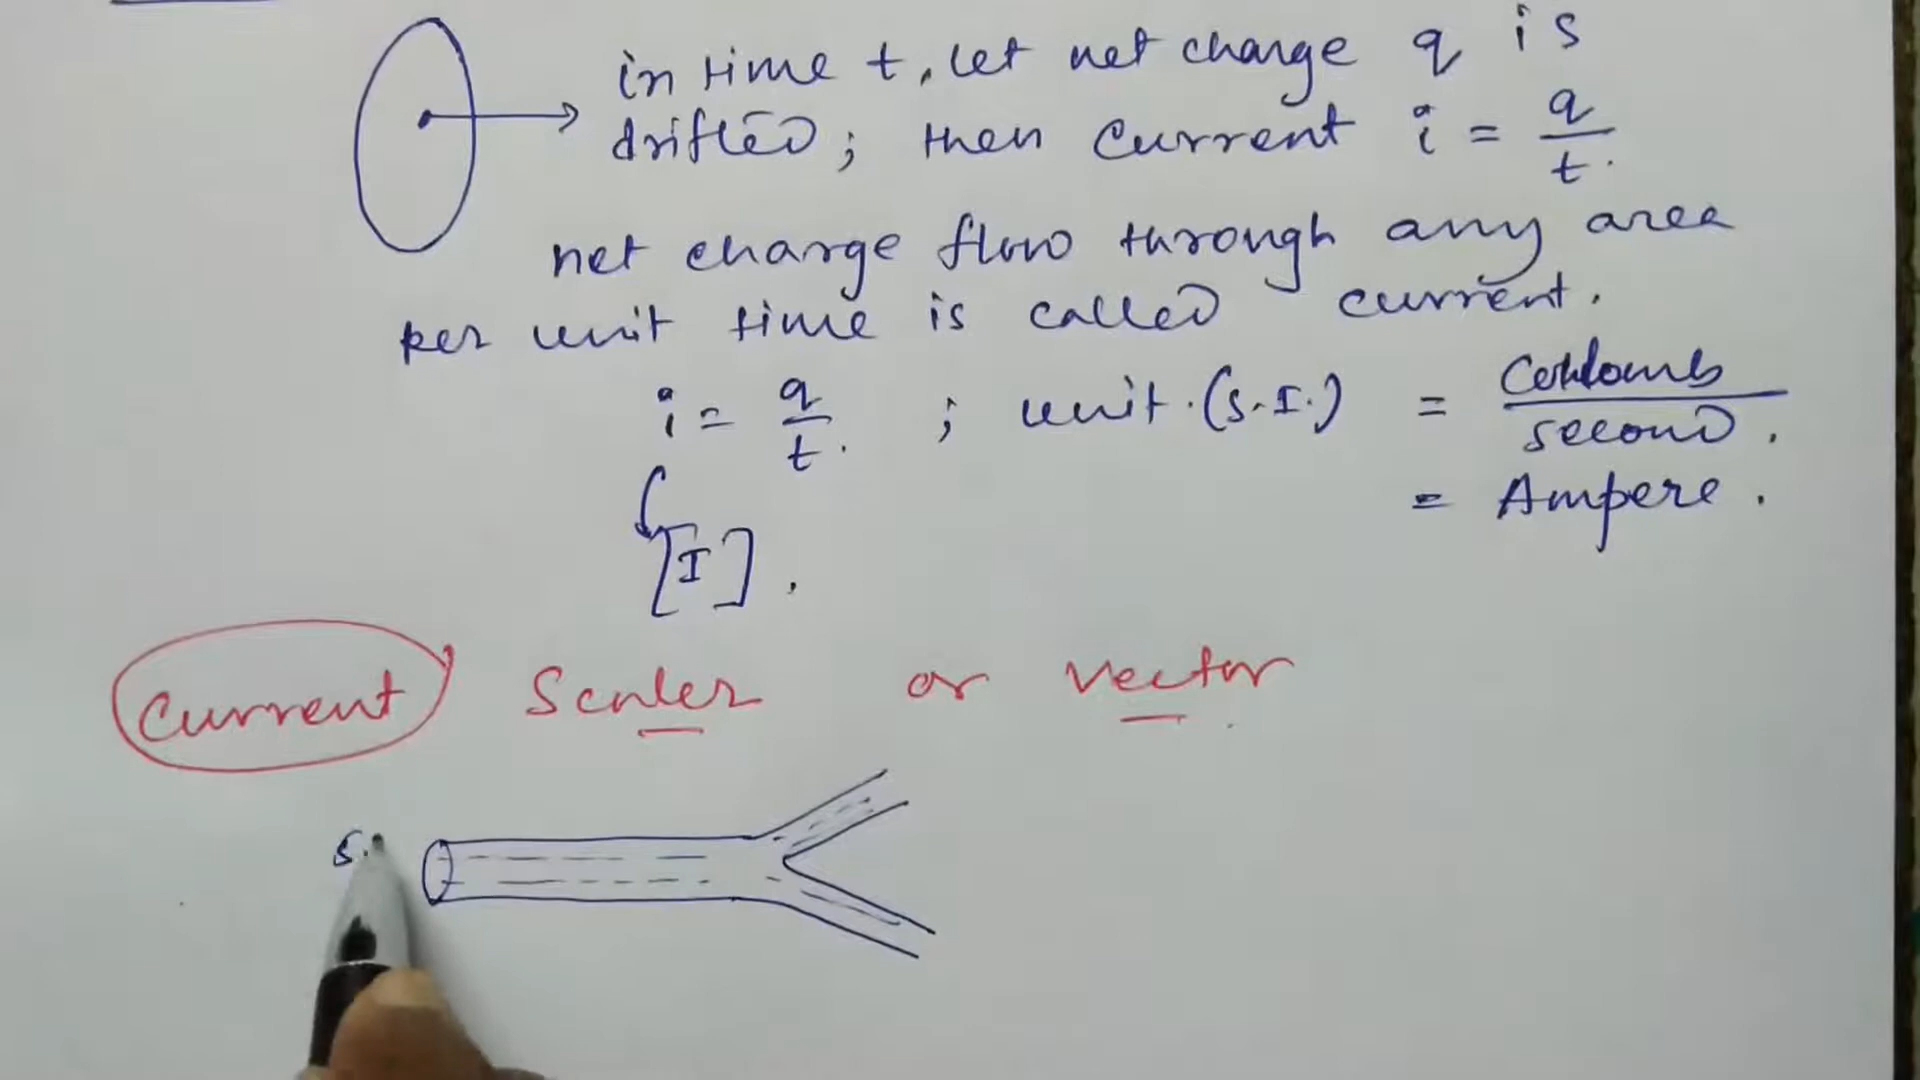 in time t, let net charge q is
drifted; then current i = q/t.
net charge flow through any area
per unit time is called current.
i = q/t. ; unit.(S.I.) = Coulomb/second.
= Ampere.
[I].
Current Scaler or vector
5.